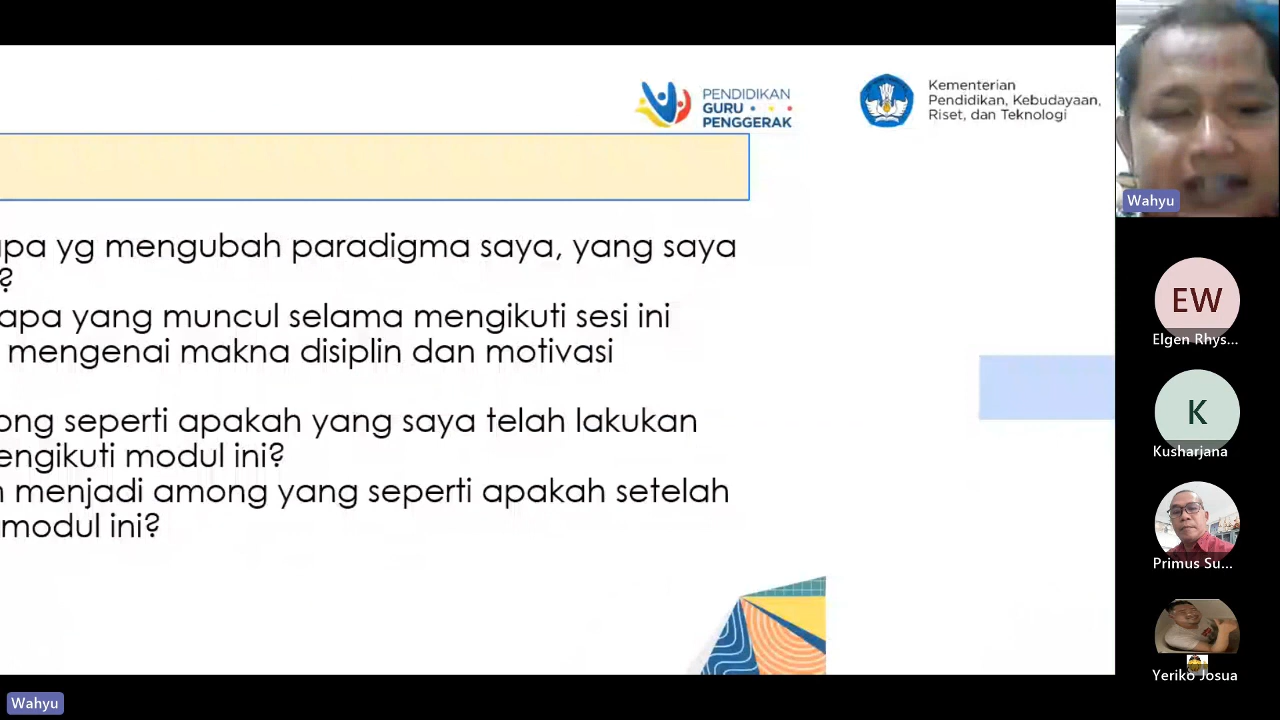 PENDIDIKAN
GURU
PENGGERAK
Kementerian
Pendidikan, Kebudayaan,
Riset, dan Teknologi
apa yg mengubah paradigma saya, yang saya
?
apa yang muncul selama mengikuti sesi ini
mengenai makna disiplin dan motivasi
ong seperti apakah yang saya telah lakukan
engikuti modul ini?
n menjadi among yang seperti apakah setelah
modul ini?
Wahyu
EW
Elgen Rhys...
K
Kusharjana
Primus Su...
Yeriko Josua
Wahyu